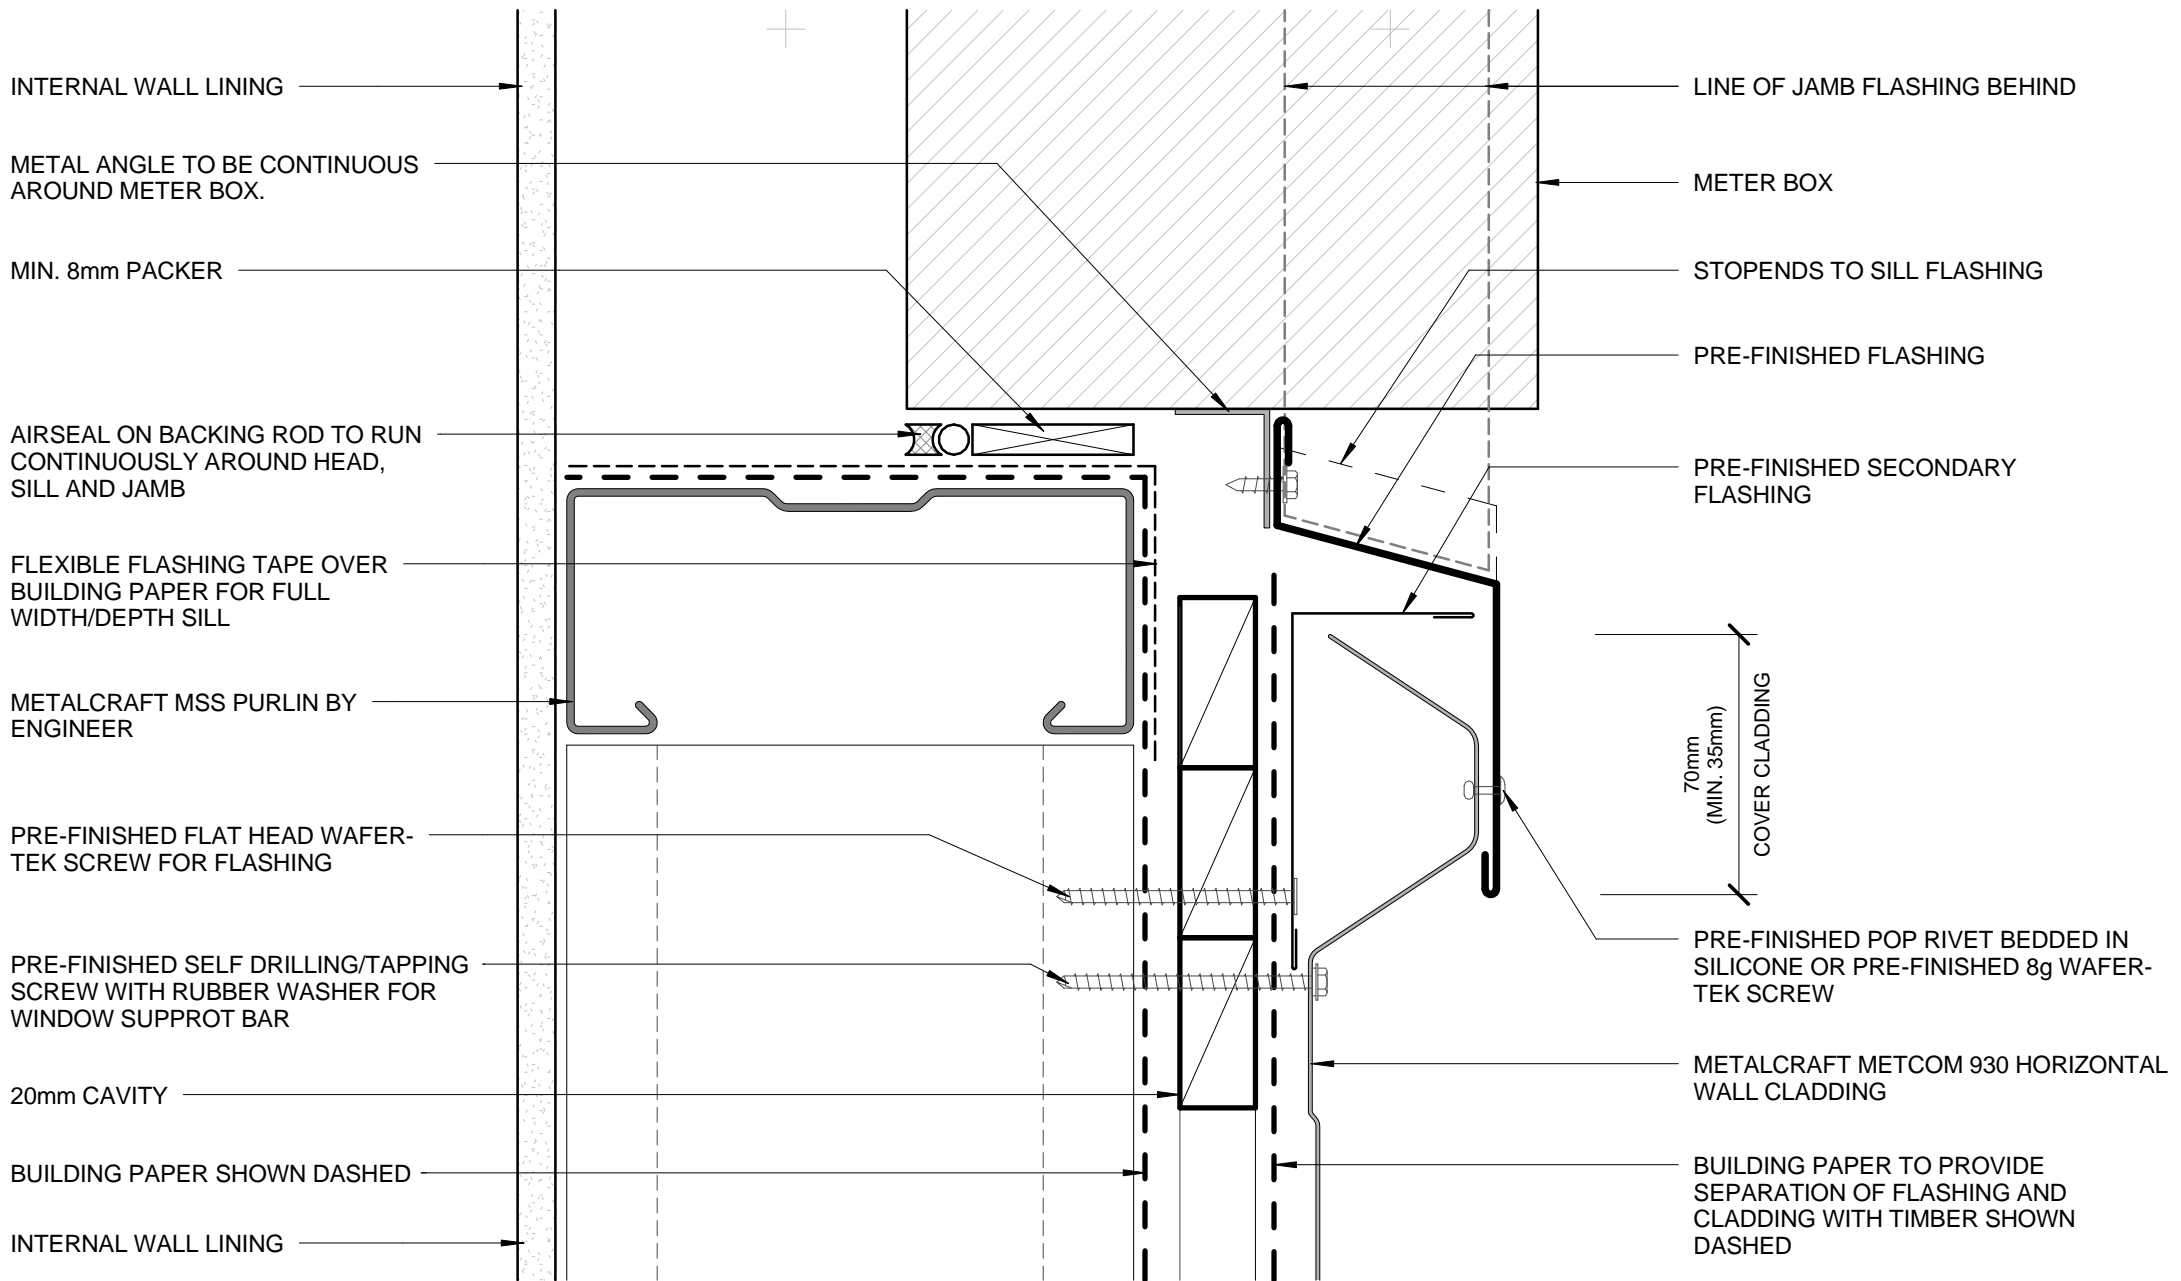 INTERNAL WALL LINING
METAL ANGLE TO BE CONTINUOUS
AROUND METER BOX.
MIN. 8mm PACKER
AIRSEAL ON BACKING ROD TO RUN
CONTINUOUSLY AROUND HEAD,
SILL AND JAMB
FLEXIBLE FLASHING TAPE OVER
BUILDING PAPER FOR FULL
WIDTH/DEPTH SILL
METALCRAFT MSS PURLIN BY
ENGINEER
PRE-FINISHED FLAT HEAD WAFER-
TEK SCREW FOR FLASHING
PRE-FINISHED SELF DRILLING/TAPPING
SCREW WITH RUBBER WASHER FOR
WINDOW SUPPROT BAR
20mm CAVITY
BUILDING PAPER SHOWN DASHED
INTERNAL WALL LINING
LINE OF JAMB FLASHING BEHIND
METER BOX
STOPENDS TO SILL FLASHING
PRE-FINISHED FLASHING
PRE-FINISHED SECONDARY
FLASHING
70mm
(MIN. 35mm)
COVER CLADDING
PRE-FINISHED POP RIVET BEDDED IN
SILICONE OR PRE-FINISHED 8g WAFER-
TEK SCREW
METALCRAFT METCOM 930 HORIZONTAL
WALL CLADDING
BUILDING PAPER TO PROVIDE
SEPARATION OF FLASHING AND
CLADDING WITH TIMBER SHOWN
DASHED